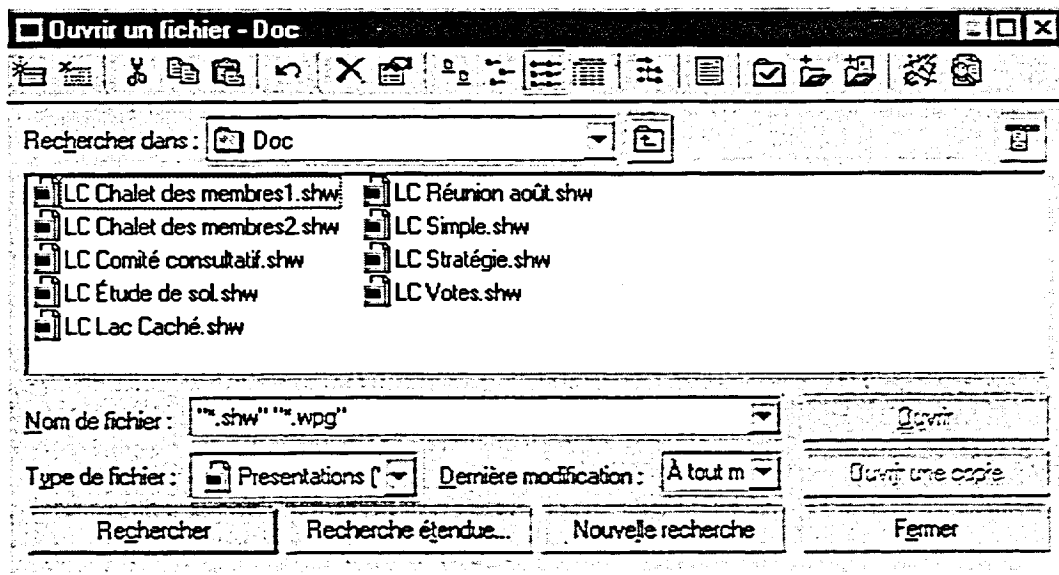 Ouvrir un fichier - Doc
Rechercher dans : Doc
LC Chalet des membres1.shw
LC Chalet des membres2.shw
LC Comité consultatif.shw
LC Étude de sol.shw
LC Lac Caché.shw
LC Réunion août.shw
LC Simple.shw
LC Stratégie.shw
LC Votes.shw
Nom de fichier : "*.shw" "*.wpg" Ouvrir
Type de fichier : Presentations (* Dernière modification : À tout m Ouvrir une copie
Rechercher Recherche étendue... Nouvelle recherche Fermer